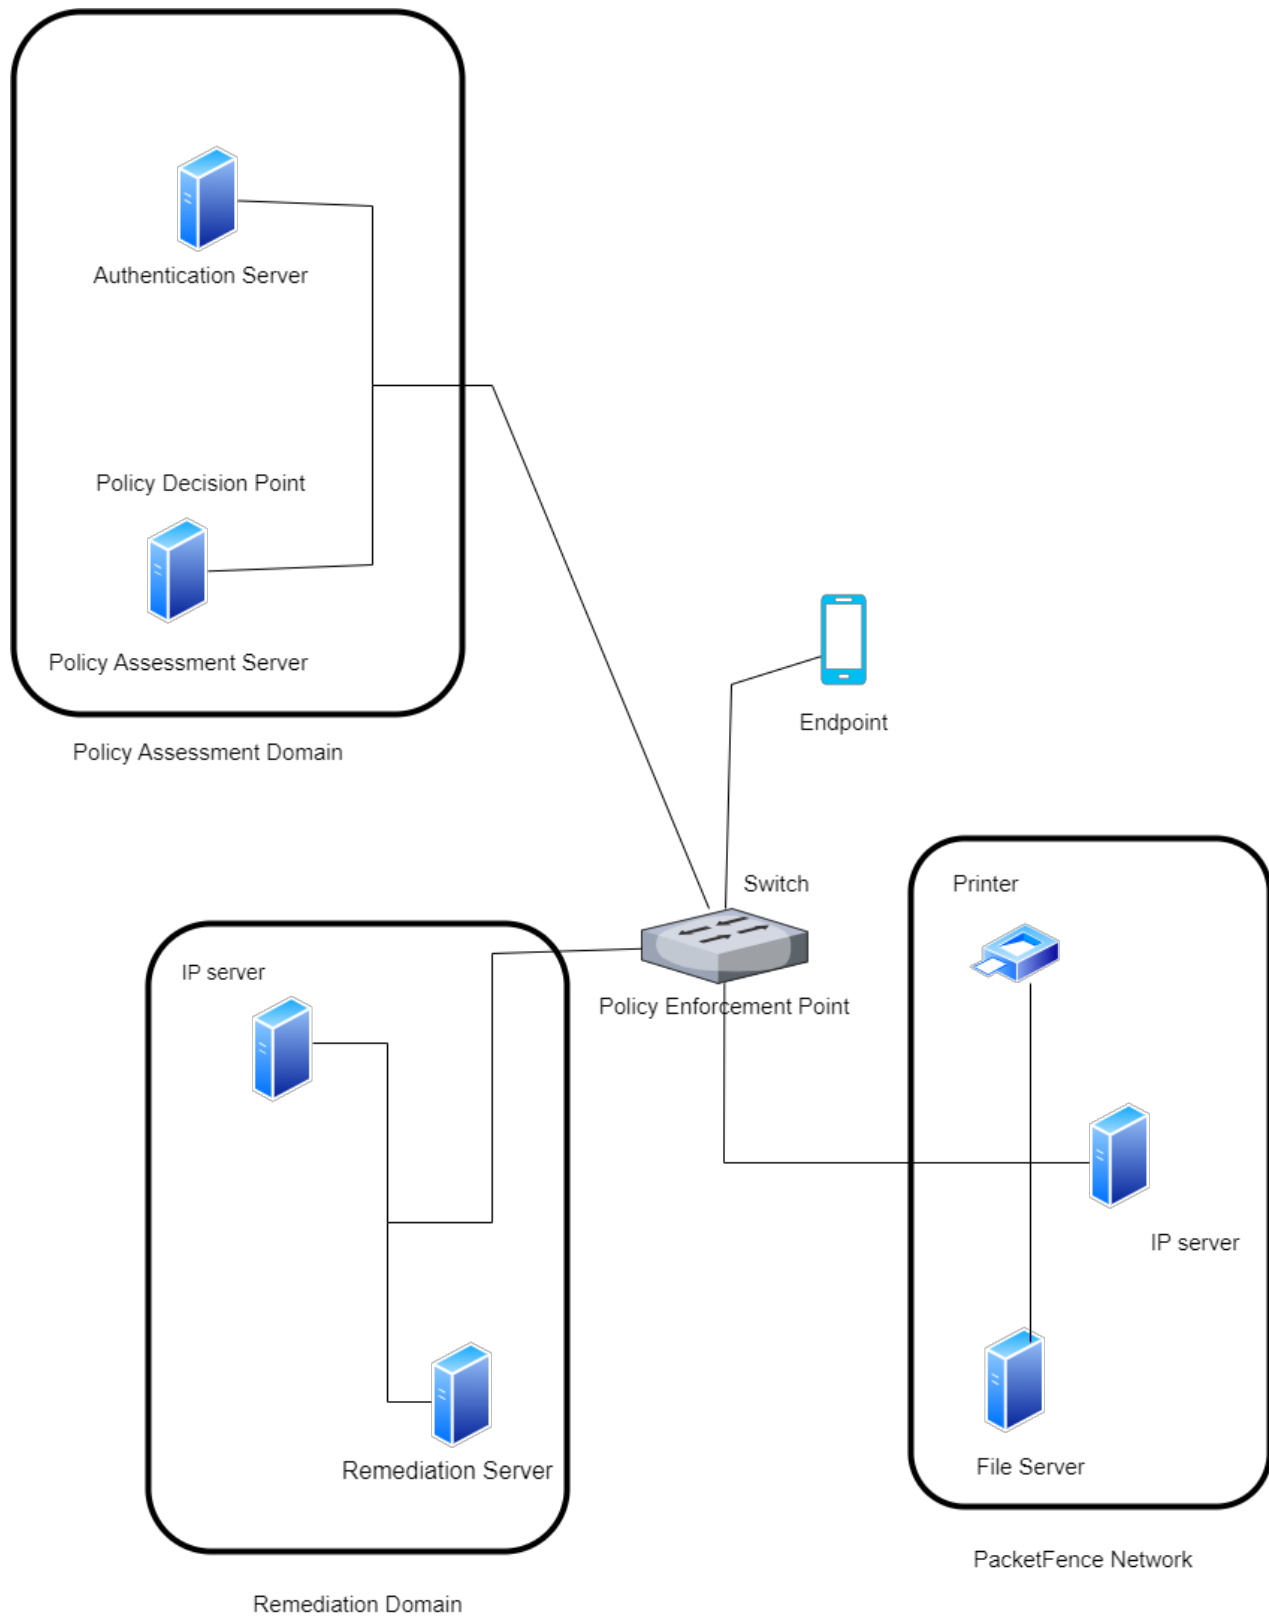 Authentication Server
Policy Decision Point
Policy Assessment Server
Policy Assessment Domain
Endpoint
Switch
Policy Enforcement Point
Printer
IP server
File Server
PacketFence Network
IP server
Remediation Server
Remediation Domain